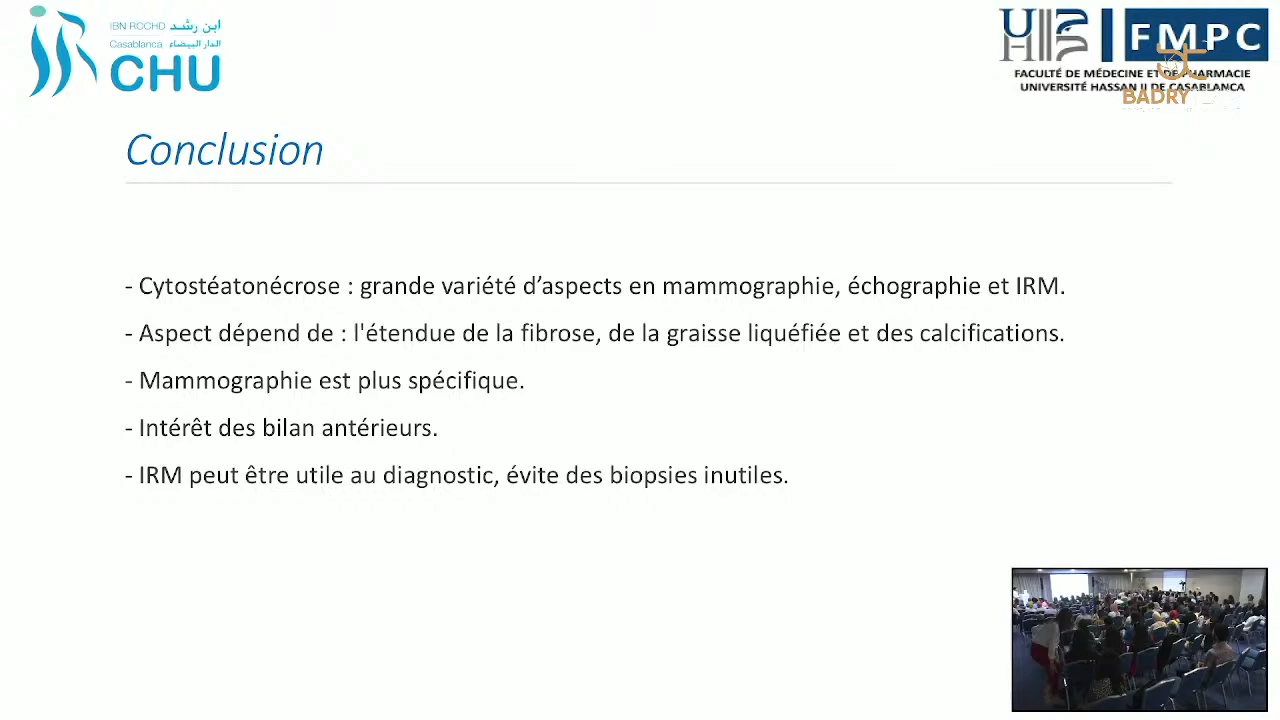 IBN ROCHD ابن رشد
Casablanca الدار البيضاء
CHU
UH
FMPC
FACULTÉ DE MÉDECINE ET DE PHARMACIE
UNIVERSITÉ HASSAN II DE CASABLANCA
BADRY
Conclusion
- Cytostéatonécrose : grande variété d’aspects en mammographie, échographie et IRM.
- Aspect dépend de : l'étendue de la fibrose, de la graisse liquéfiée et des calcifications.
- Mammographie est plus spécifique.
- Intérêt des bilan antérieurs.
- IRM peut être utile au diagnostic, évite des biopsies inutiles.